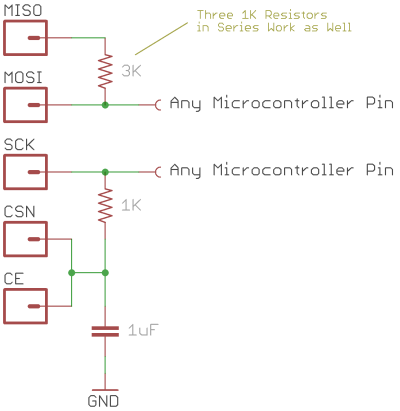 MISO
Three 1K Resistors
in Series Work as Well
3K
MOSI
Any Microcontroller Pin
SCK
Any Microcontroller Pin
1K
CSN
CE
1uF
GND